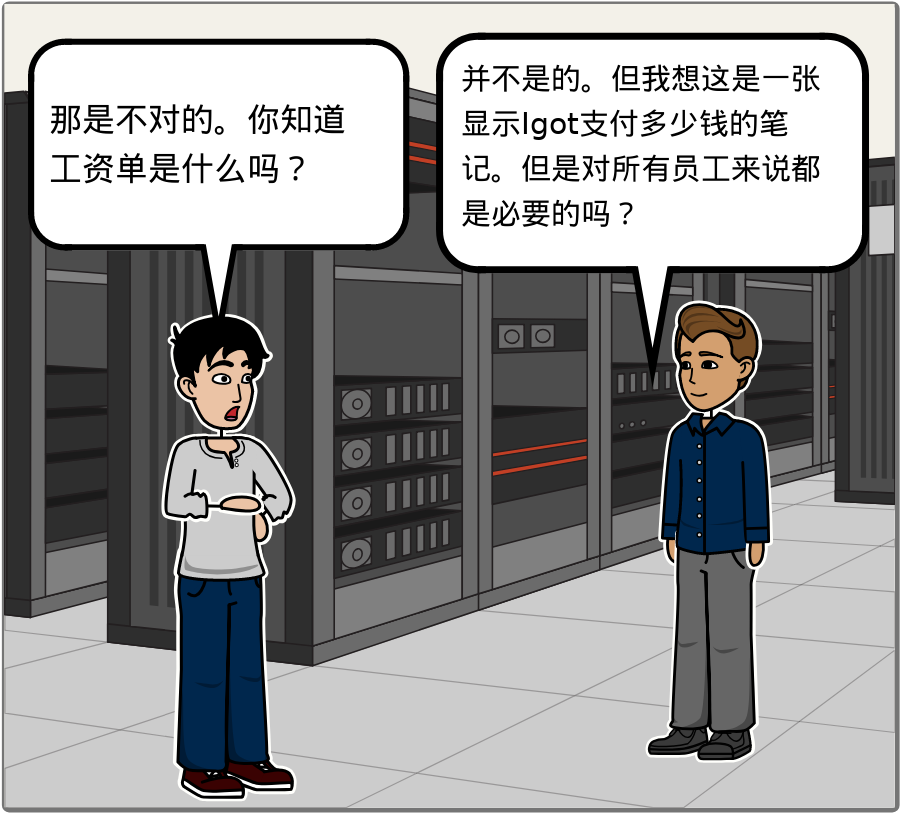 那是不对的。你知道
工资单是什么吗？
并不是的。但我想这是一张
显示Igot支付多少钱的笔
记。但是对所有员工来说都
是必要的吗？